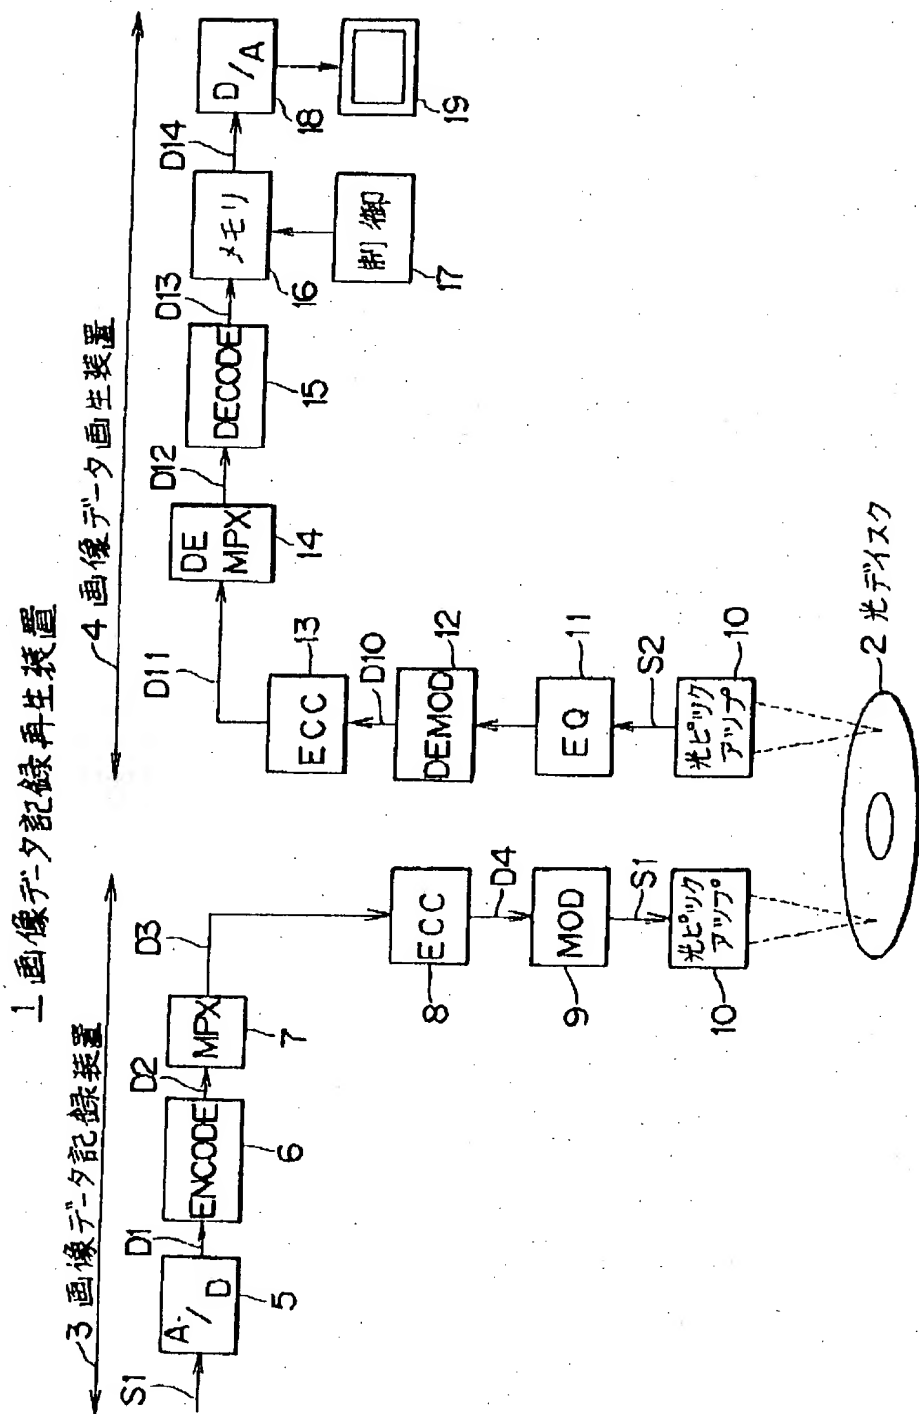 1 画像データ記録再生装置
3 画像データ記録装置
4 画像データ画生装置
S1
A/D
5
D1
ENCODE
6
D2
MPX
7
D3
ECC
8
D4
MOD
9
S1
光ピック
アップ
10
2 光デイスク
光ピック
アップ
10
S2
EQ
11
DEMOD
12
D10
ECC
13
D11
DE
MPX
14
D12
DECODE
15
D13
メモリ
16
制御
17
D14
D/A
18
19